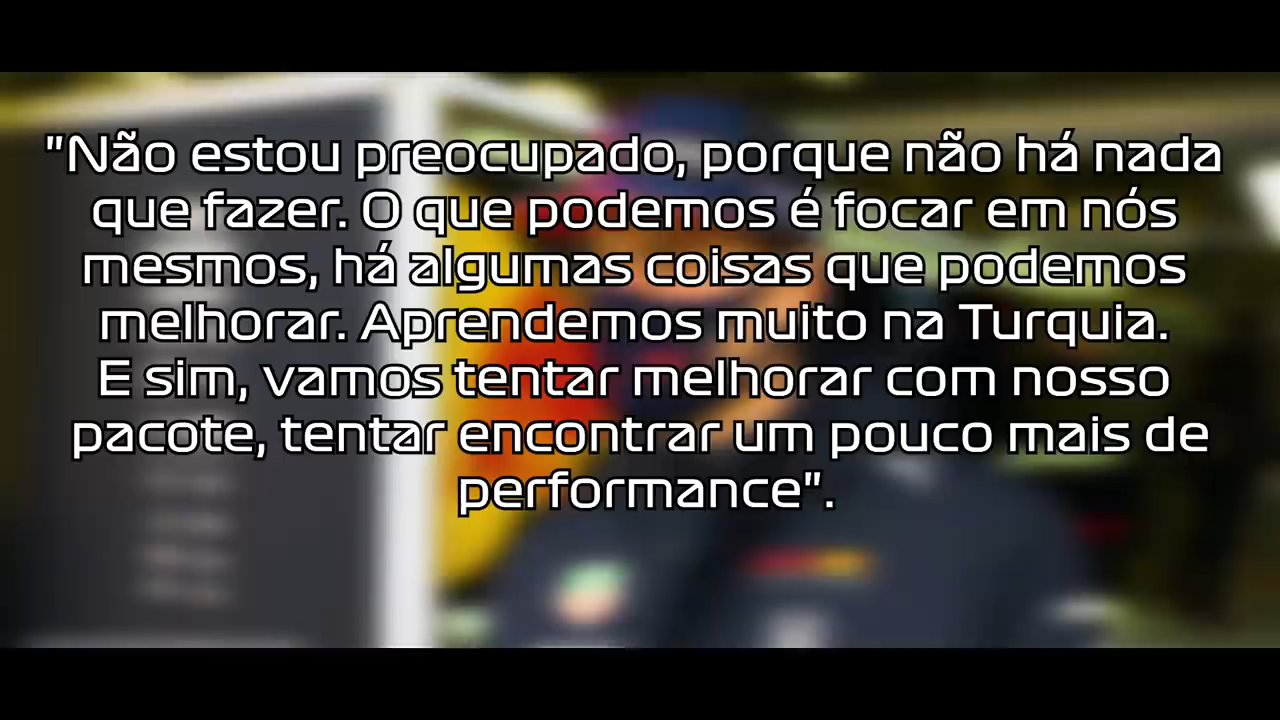 "Não estou preocupado, porque não há nada
que fazer. O que podemos é focar em nós
mesmos, há algumas coisas que podemos
melhorar. Aprendemos muito na Turquia.
E sim, vamos tentar melhorar com nosso
pacote, tentar encontrar um pouco mais de
performance".